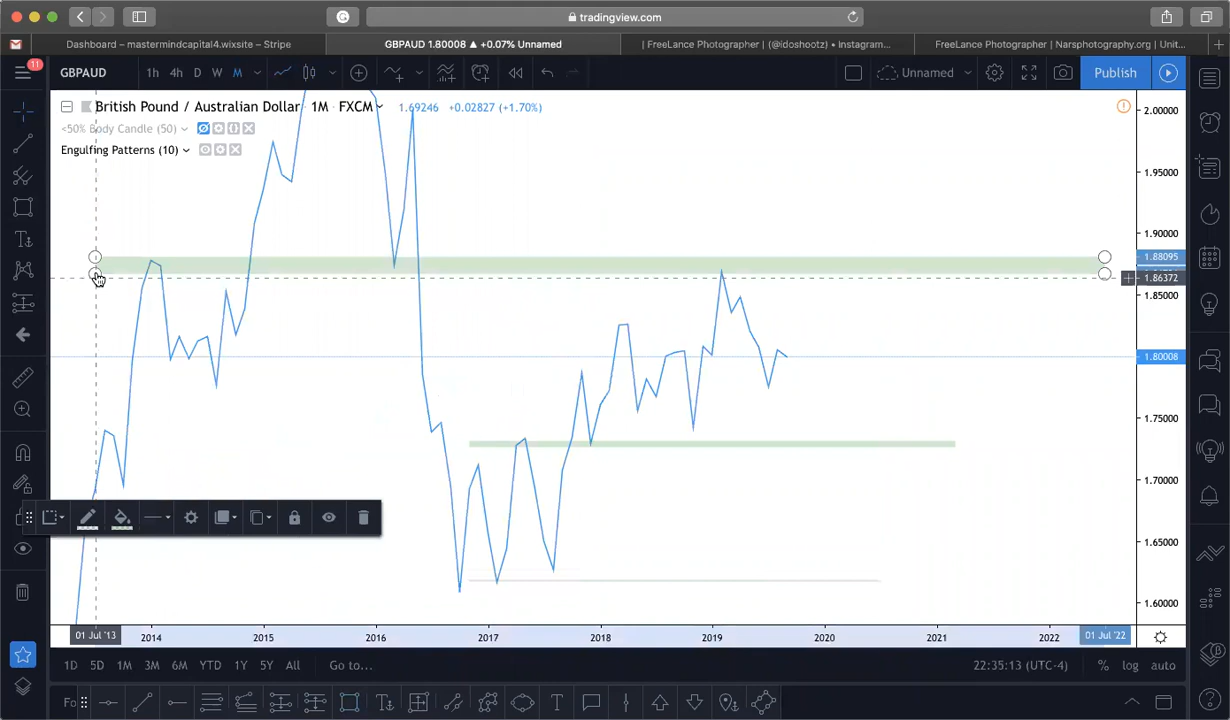 tradingview.com
Dashboard – mastermindcapital4.wixsite – Stripe
GBPAUD 1.80008 ▲ +0.07% Unnamed
| FreeLance Photographer | (@idoshootz) • Instagram...
FreeLance Photographer | Narsphotography.org | Unit...
11
GBPAUD
1h 4h D W M
Unnamed
Publish
British Pound / Australian Dollar 1M FXCM
1.69246 +0.02827 (+1.70%)
<50% Body Candle (50)
Engulfing Patterns (10)
2.00000
1.95000
1.90000
1.88095
1.86372
1.85000
1.80008
1.75000
1.70000
1.65000
1.60000
01 Jul '13 2014 2015 2016 2017 2018 2019 2020 2021 2022 01 Jul '22
1D 5D 1M 3M 6M YTD 1Y 5Y All Go to...
22:35:13 (UTC-4) % log auto
Fo